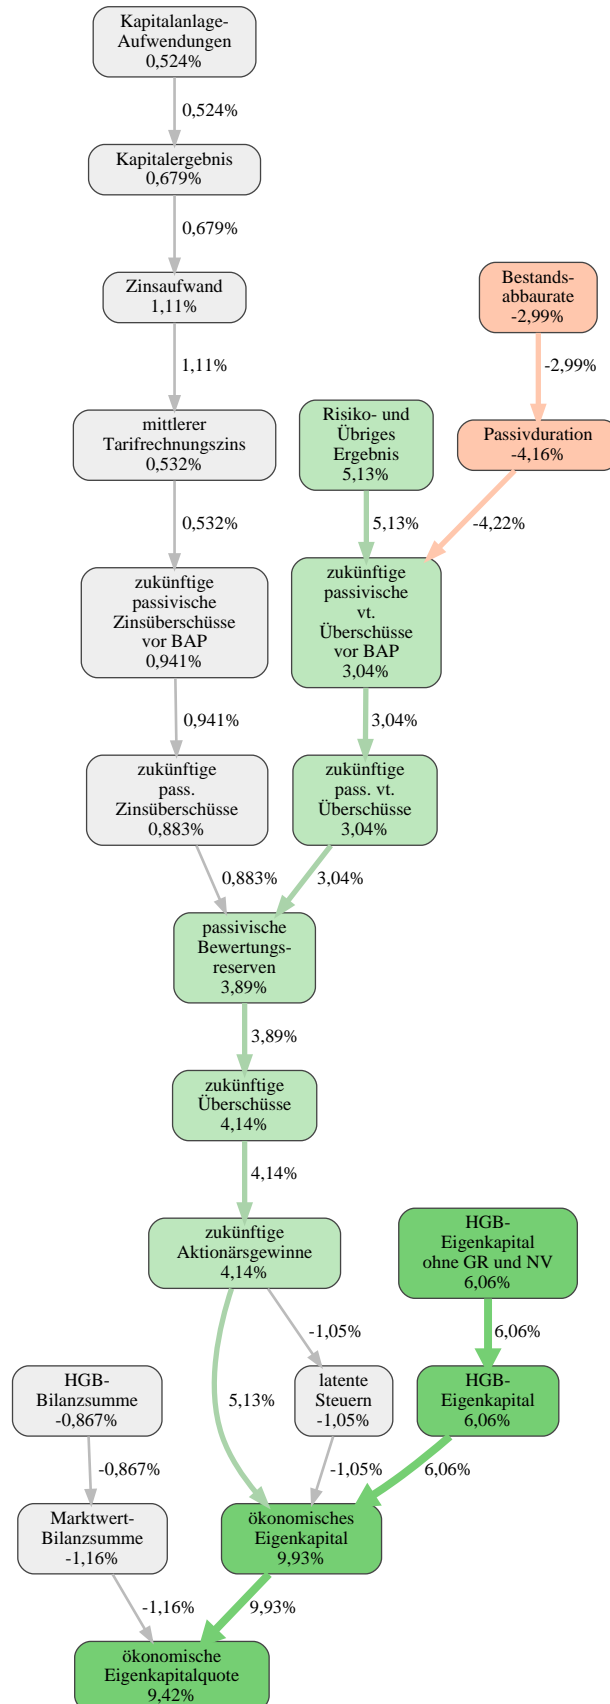 Kapitalanlage-
Aufwendungen
0,524%
0,524%
Kapitalergebnis
0,679%
0,679%
Zinsaufwand
1,11%
Bestands-
abbaurate
-2,99%
1,11%
-2,99%
mittlerer
Tarifrechnungszins
0,532%
Risiko- und
Übriges
Ergebnis
5,13%
Passivduration
-4,16%
0,532%
5,13%
-4,22%
zukünftige
passivische
Zinsüberschüsse
vor BAP
0,941%
zukünftige
passivische
vt.
Überschüsse
vor BAP
3,04%
0,941%
3,04%
zukünftige
pass.
Zinsüberschüsse
0,883%
zukünftige
pass. vt.
Überschüsse
3,04%
0,883%
3,04%
passivische
Bewertungs-
reserven
3,89%
3,89%
zukünftige
Überschüsse
4,14%
4,14%
zukünftige
Aktionärsgewinne
4,14%
HGB-
Eigenkapital
ohne GR und NV
6,06%
-1,05%
6,06%
5,13%
HGB-
Bilanzsumme
-0,867%
latente
Steuern
-1,05%
HGB-
Eigenkapital
6,06%
-0,867%
-1,05%
6,06%
Marktwert-
Bilanzsumme
-1,16%
ökonomisches
Eigenkapital
9,93%
-1,16%
9,93%
ökonomische
Eigenkapitalquote
9,42%